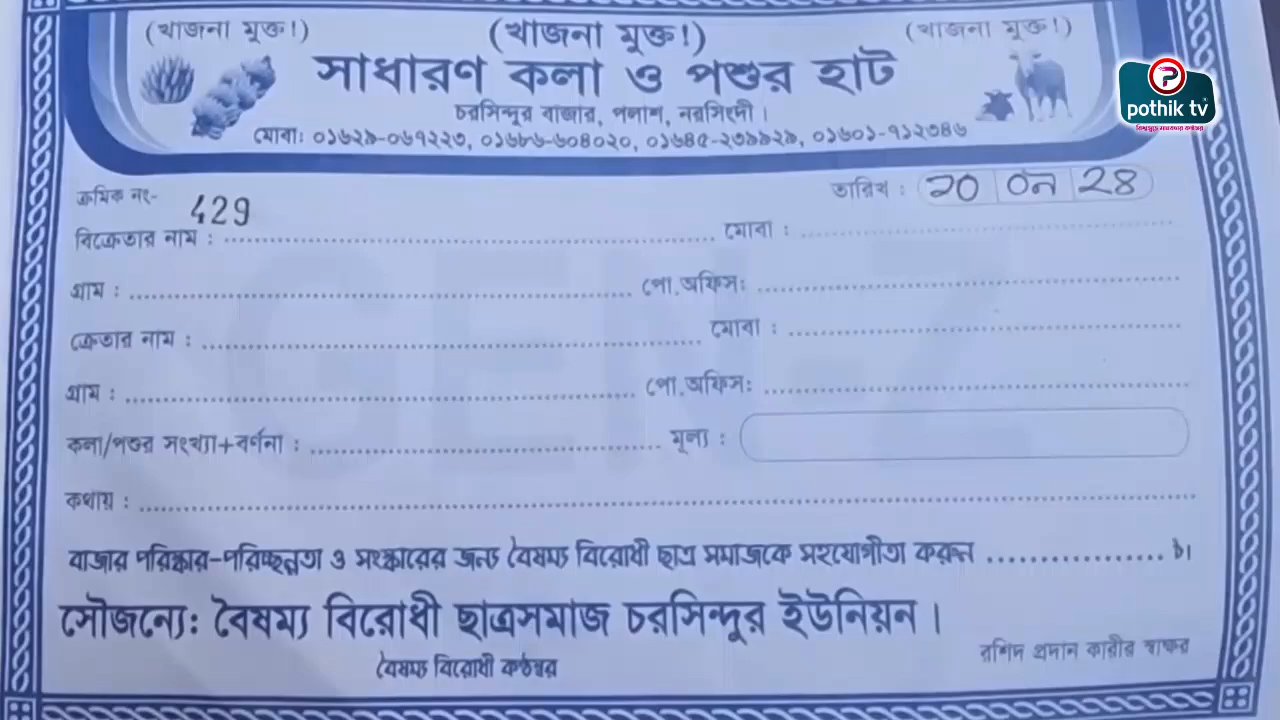 (খাজনা মুক্ত!) (খাজনা মুক্ত!) (খাজনা মুক্ত!)
সাধারণ কলা ও পশুর হাট
চরসিন্দুর বাজার, পলাশ, নরসিংদী।
মোবা: ০১৬২৯-০৬৭২২৩, ০১৬৮৬-৬০৪০২০, ০১৬৪৫-২৩৯৯২৯, ০১৬০১-৭১২৩৪৬
pothik tv
ক্রমিক নং- 429
তারিখ : ২০ ০৯ 28
বিক্রেতার নাম : মোবা :
গ্রাম : পো.অফিস:
ক্রেতার নাম : মোবা :
গ্রাম : পো.অফিস:
কলা/পশুর সংখ্যা+বর্ণনা : মূল্য :
কথায় :
বাজার পরিস্কার-পরিচ্ছন্নতা ও সংস্কারের জন্য বৈষম্য বিরোধী ছাত্র সমাজকে সহযোগীতা করুন ................ ৳।
সৌজন্যে: বৈষম্য বিরোধী ছাত্রসমাজ চরসিন্দুর ইউনিয়ন।
বৈষম্য বিরোধী কণ্ঠস্বর
রশিদ প্রদান কারীর স্বাক্ষর
GEN-Z